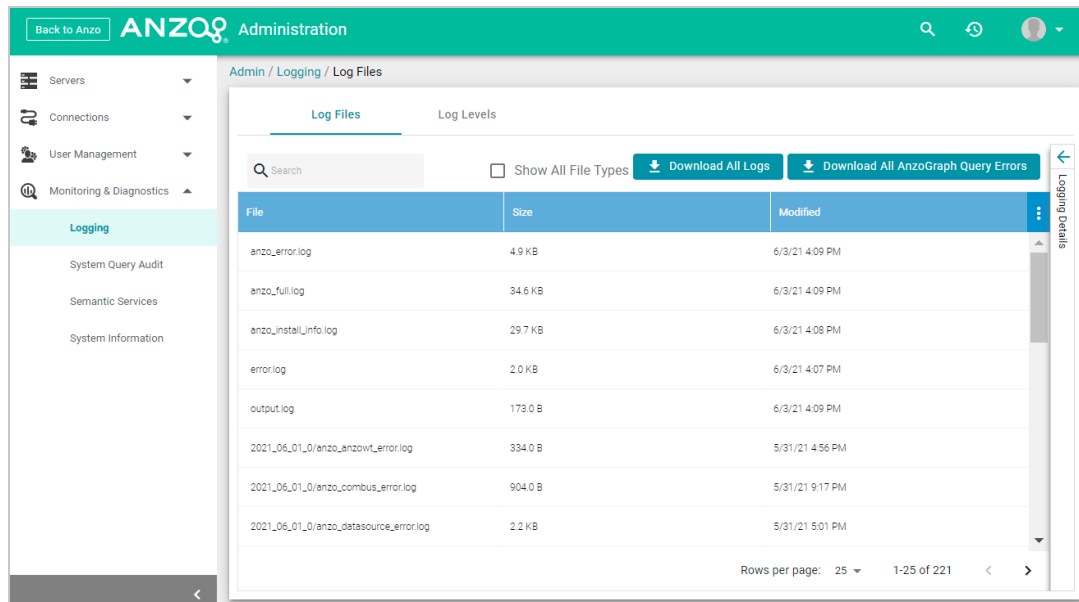 Back to Anzo ANZO Administration
Admin / Logging / Log Files
Servers
Connections
User Management
Monitoring & Diagnostics
Logging
System Query Audit
Semantic Services
System Information
Log Files Log Levels
Search Show All File Types Download All Logs Download All AnzoGraph Query Errors
File Size Modified
anzo_error.log 4.9 KB 6/3/21 4:09 PM
anzo_full.log 34.6 KB 6/3/21 4:09 PM
anzo_install_info.log 29.7 KB 6/3/21 4:08 PM
error.log 2.0 KB 6/3/21 4:07 PM
output.log 173.0 B 6/3/21 4:09 PM
2021_06_01_0/anzo_anzowt_error.log 334.0 B 5/31/21 4:56 PM
2021_06_01_0/anzo_combus_error.log 904.0 B 5/31/21 9:17 PM
2021_06_01_0/anzo_datasource_error.log 2.2 KB 5/31/21 5:01 PM
Rows per page: 25 1-25 of 221
Logging Details